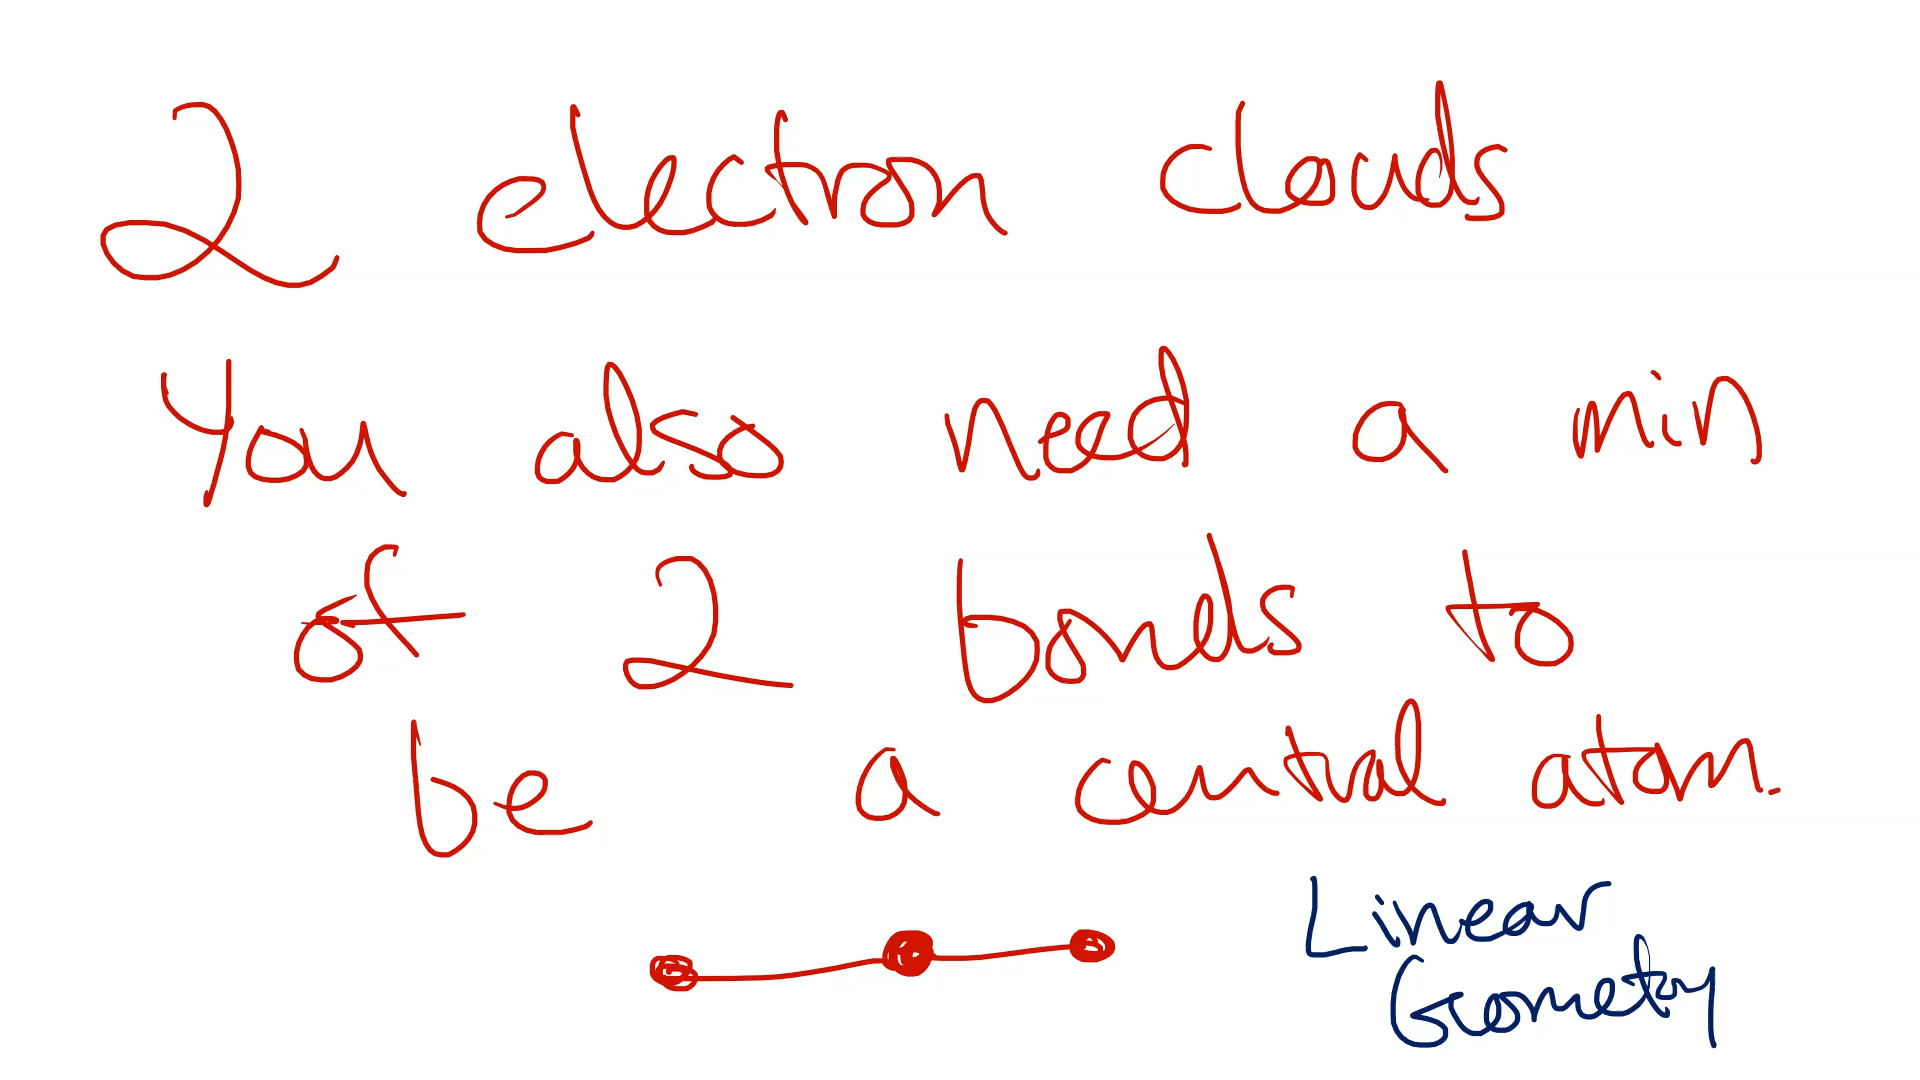 2 electron clouds
You also need a min
of 2 bonds to
be a central atom.
Linear
Geometry